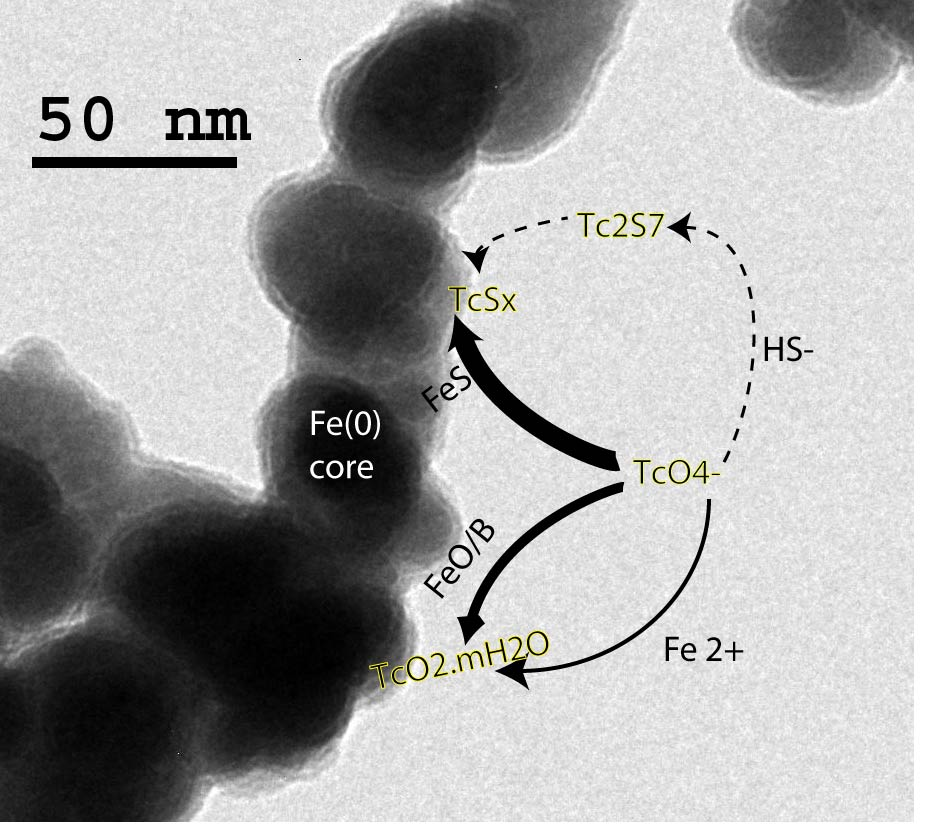 50 nm
Tc2S7
TcSx
HS-
FeS
Fe(0)
core
TcO4-
FeO/B
TcO2.mH2O
Fe 2+